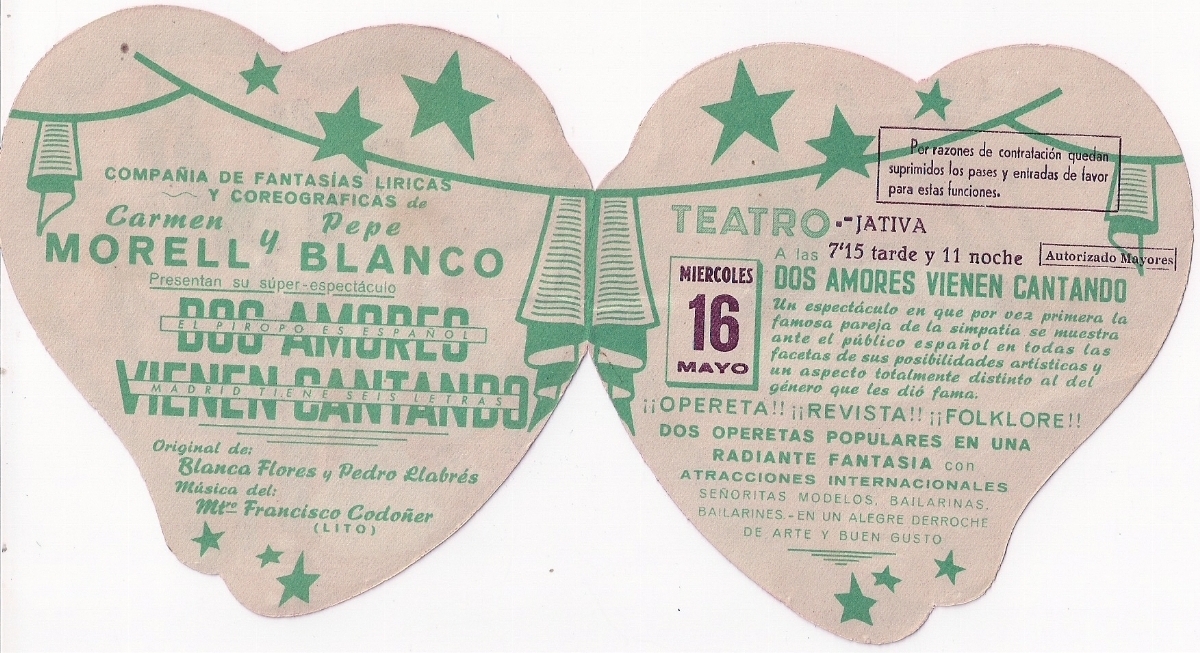 COMPAÑIA DE FANTASÍAS LIRICAS
Y COREOGRAFICAS de
Carmen Pepe
MORELL y BLANCO
Presentan su súper-espectáculo
DOS AMORES
EL PIROPO ES ESPAÑOL
VIENEN CANTANDO
MADRID TIENE SEIS LETRAS
Original de:
Blanca Flores y Pedro Llabrés
Música del:
Mtro Francisco Codoñer
(LITO)
Por razones de contratación quedan
suprimidos los pases y entradas de favor
para estas funciones.
TEATRO -- JATIVA
A las 7'15 tarde y 11 noche
Autorizado Mayores
MIERCOLES
16
MAYO
DOS AMORES VIENEN CANTANDO
Un espectáculo en que por vez primera la
famosa pareja de la simpatía se muestra
ante el público español en todas las
facetas de sus posibilidades artísticas y
un aspecto totalmente distinto al del
género que les dió fama.
¡¡OPERETA!! ¡¡REVISTA!! ¡¡FOLKLORE!!
DOS OPERETAS POPULARES EN UNA
RADIANTE FANTASIA con
ATRACCIONES INTERNACIONALES
SEÑORITAS MODELOS, BAILARINAS,
BAILARINES.-EN UN ALEGRE DERROCHE
DE ARTE Y BUEN GUSTO